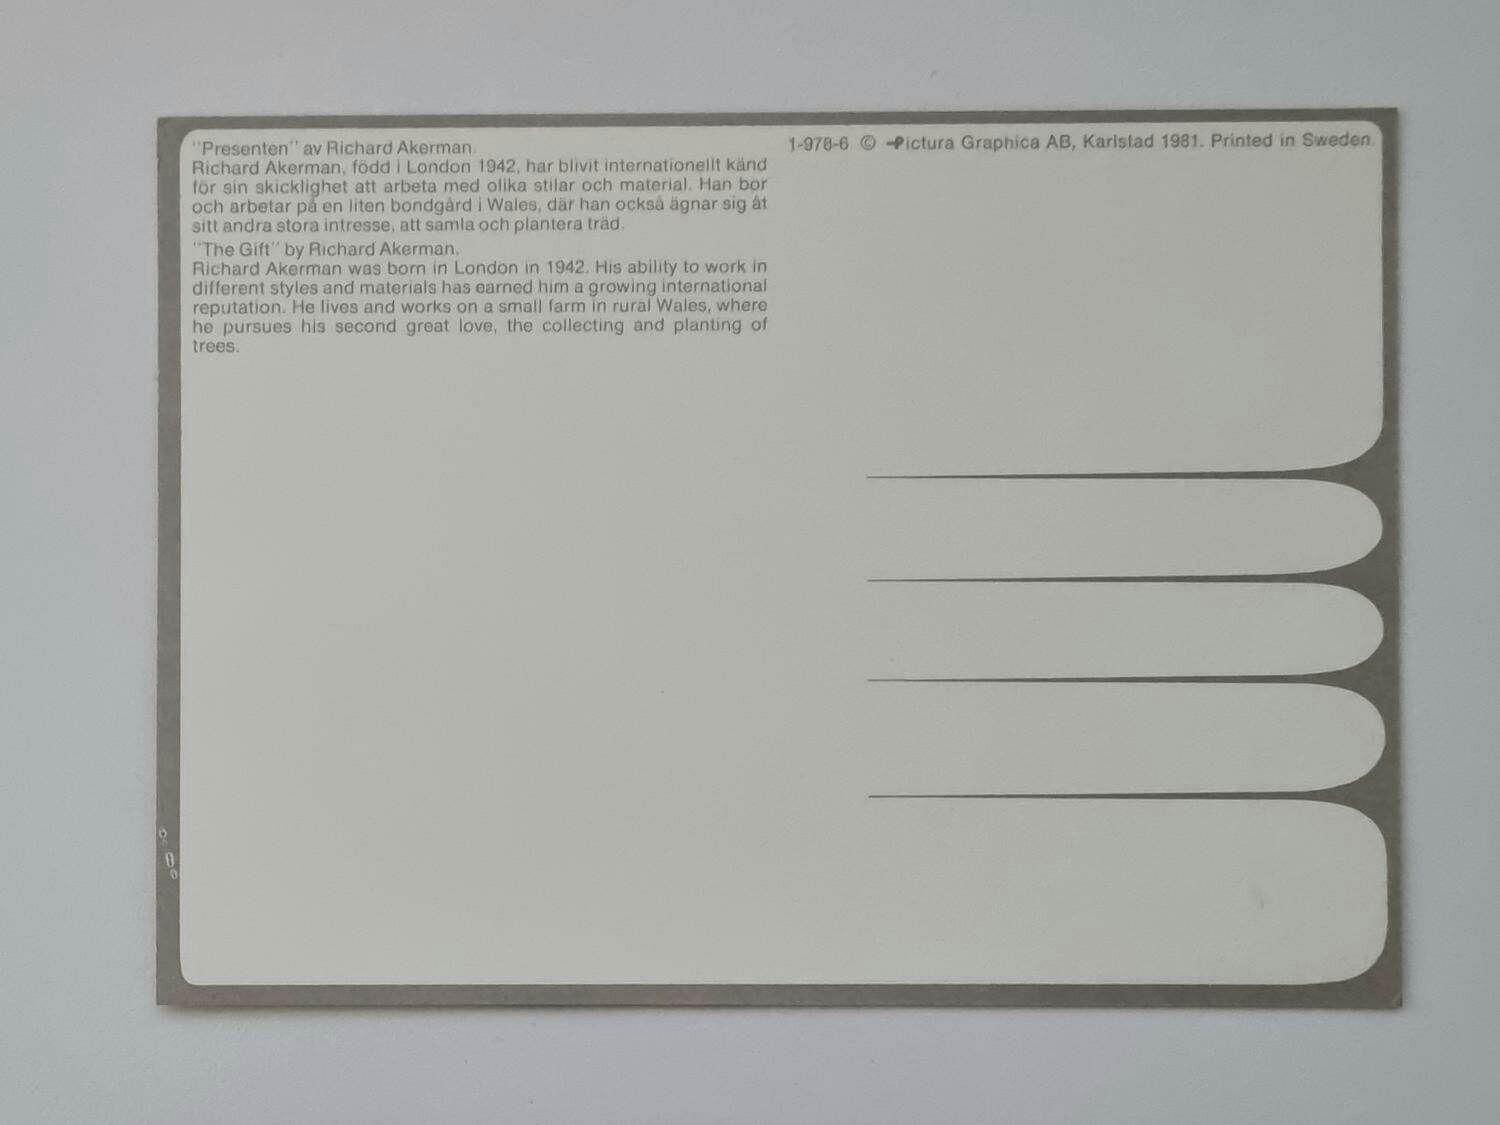 "Presenten" av Richard Akerman.
Richard Akerman, född i London 1942, har blivit internationellt känd
för sin skicklighet att arbeta med olika stilar och material. Han bor
och arbetar på en liten bondgård i Wales, där han också ägnar sig åt
sitt andra stora intresse, att samla och plantera träd.
"The Gift" by Richard Akerman.
Richard Akerman was born in London in 1942. His ability to work in
different styles and materials has earned him a growing international
reputation. He lives and works on a small farm in rural Wales, where
he pursues his second great love, the collecting and planting of
trees.
1-978-6 © Pictura Graphica AB, Karlstad 1981. Printed in Sweden.